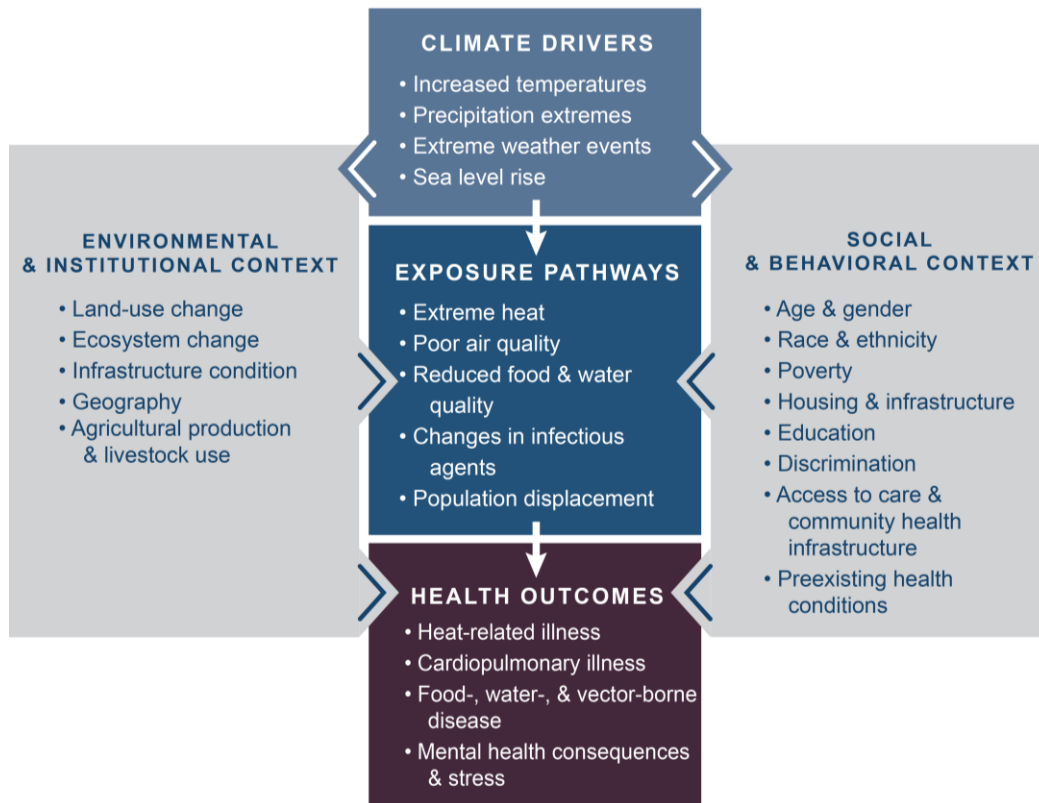 CLIMATE DRIVERS
• Increased temperatures
• Precipitation extremes
• Extreme weather events
• Sea level rise
ENVIRONMENTAL
& INSTITUTIONAL CONTEXT
• Land-use change
• Ecosystem change
• Infrastructure condition
• Geography
• Agricultural production
& livestock use
EXPOSURE PATHWAYS
• Extreme heat
• Poor air quality
• Reduced food & water
quality
• Changes in infectious
agents
• Population displacement
SOCIAL
& BEHAVIORAL CONTEXT
• Age & gender
• Race & ethnicity
• Poverty
• Housing & infrastructure
• Education
• Discrimination
• Access to care &
community health
infrastructure
• Preexisting health
conditions
HEALTH OUTCOMES
• Heat-related illness
• Cardiopulmonary illness
• Food-, water-, & vector-borne
disease
• Mental health consequences
& stress